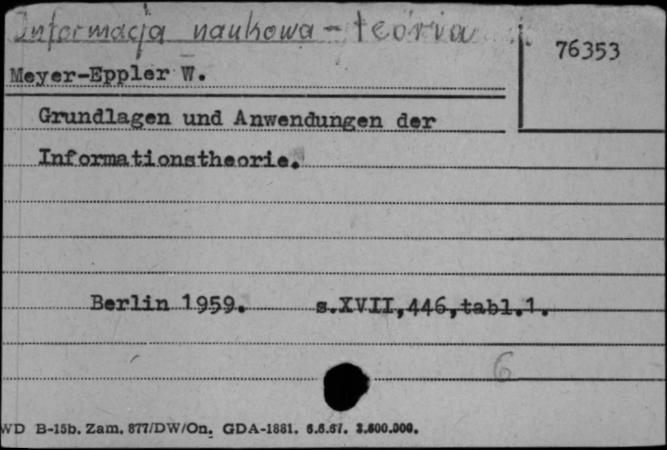 Informacja naukowa - teoria
76353
Meyer-Eppler W.
Grundlagen und Anwendungen der
Informationstheorie.
Berlin 1959. s.XVII,446,tabl.1.
6
WD B-15b. Zam. 877/DW/On. GDA-1881. 6.6.67. 3.600.000.